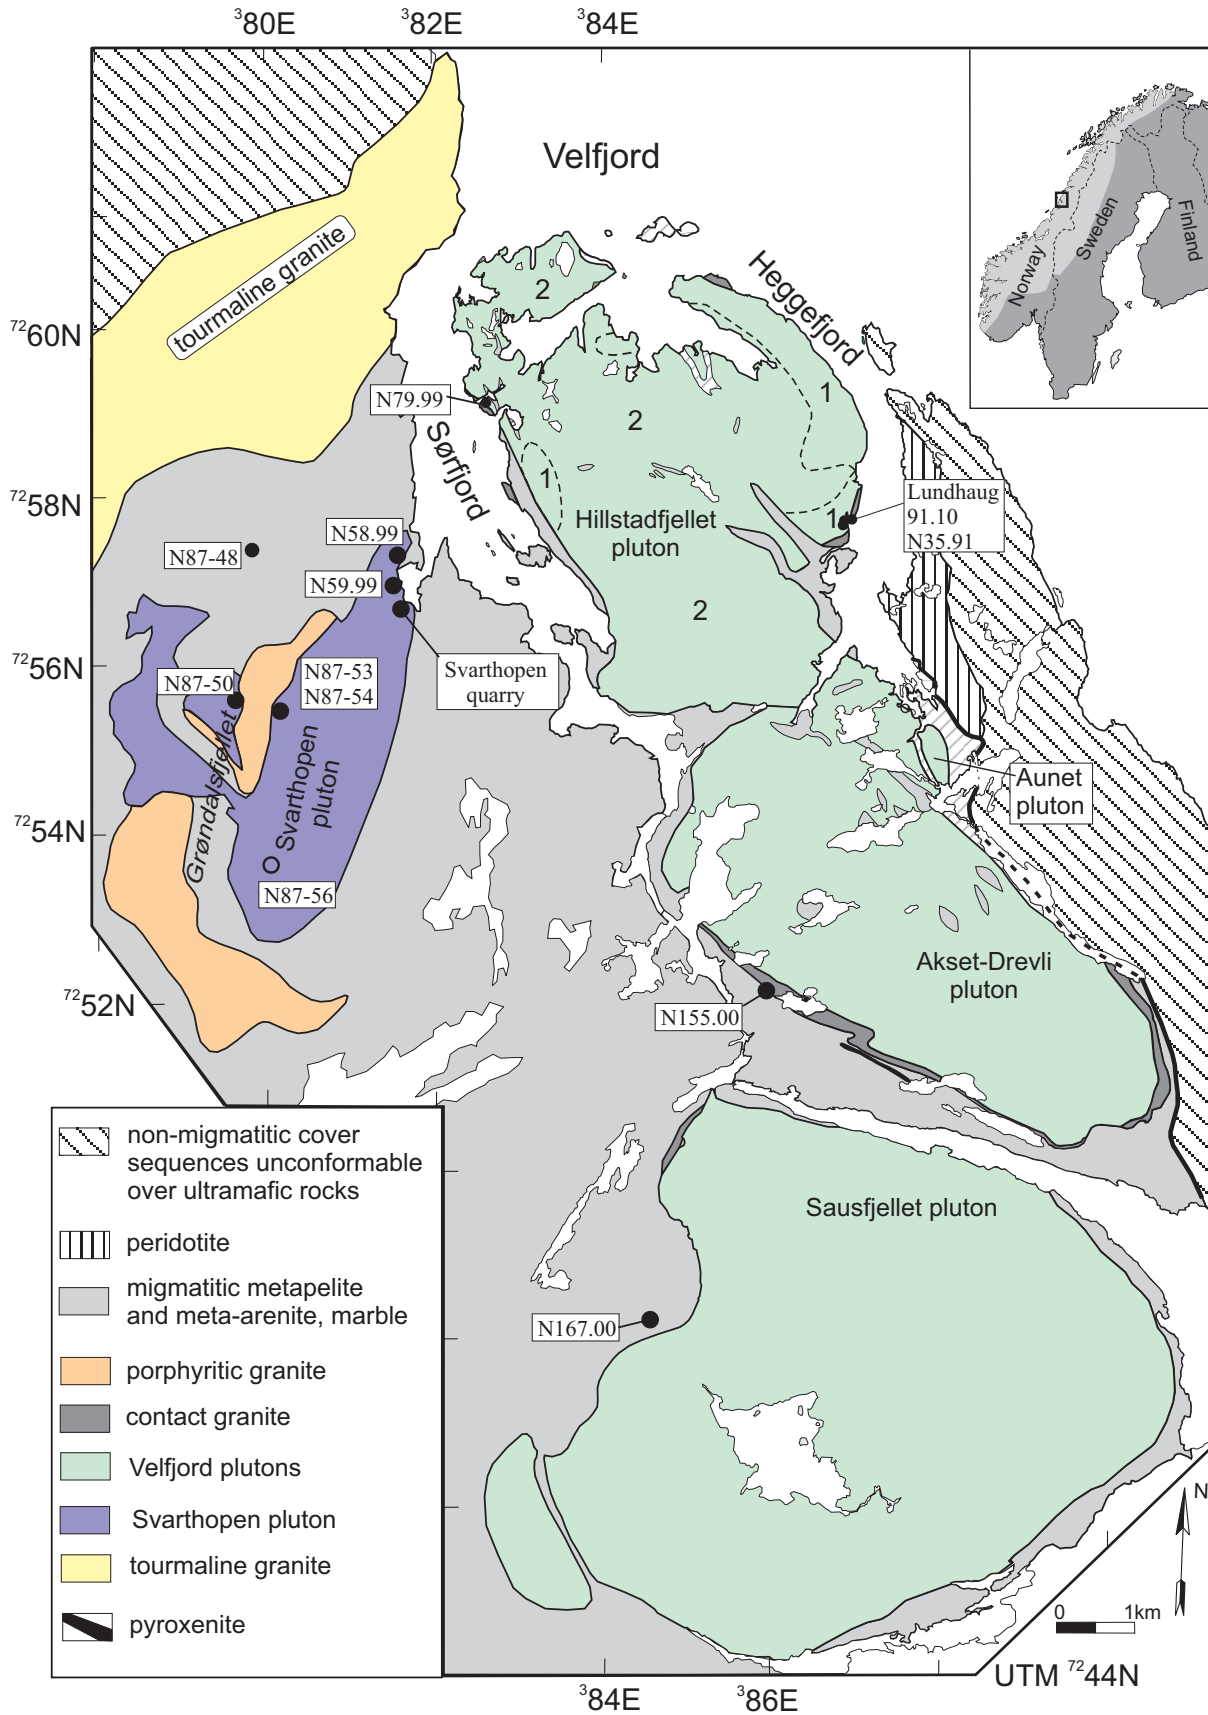 ³80E
³82E
³84E
Velfjord
Norway
Sweden
Finland
tourmaline granite
Heggefjord
2
⁷²60N
1
N79.99
2
Sørfjord
1
⁷²58N
Lundhaug
91.10
N35.91
1
Hillstadfjellet
pluton
N58.99
N87-48
N59.99
2
⁷²56N
N87-53
N87-54
Svarthopen
quarry
N87-50
Grøndalsfjellet
Svarthopen
pluton
Aunet
pluton
⁷²54N
N87-56
Akset-Drevli
pluton
⁷²52N
N155.00
non-migmatitic cover
sequences unconformable
over ultramafic rocks
Sausfjellet pluton
peridotite
migmatitic metapelite
and meta-arenite, marble
N167.00
porphyritic granite
contact granite
Velfjord plutons
N
Svarthopen pluton
tourmaline granite
0 1km
pyroxenite
UTM ⁷²44N
³84E
³86E